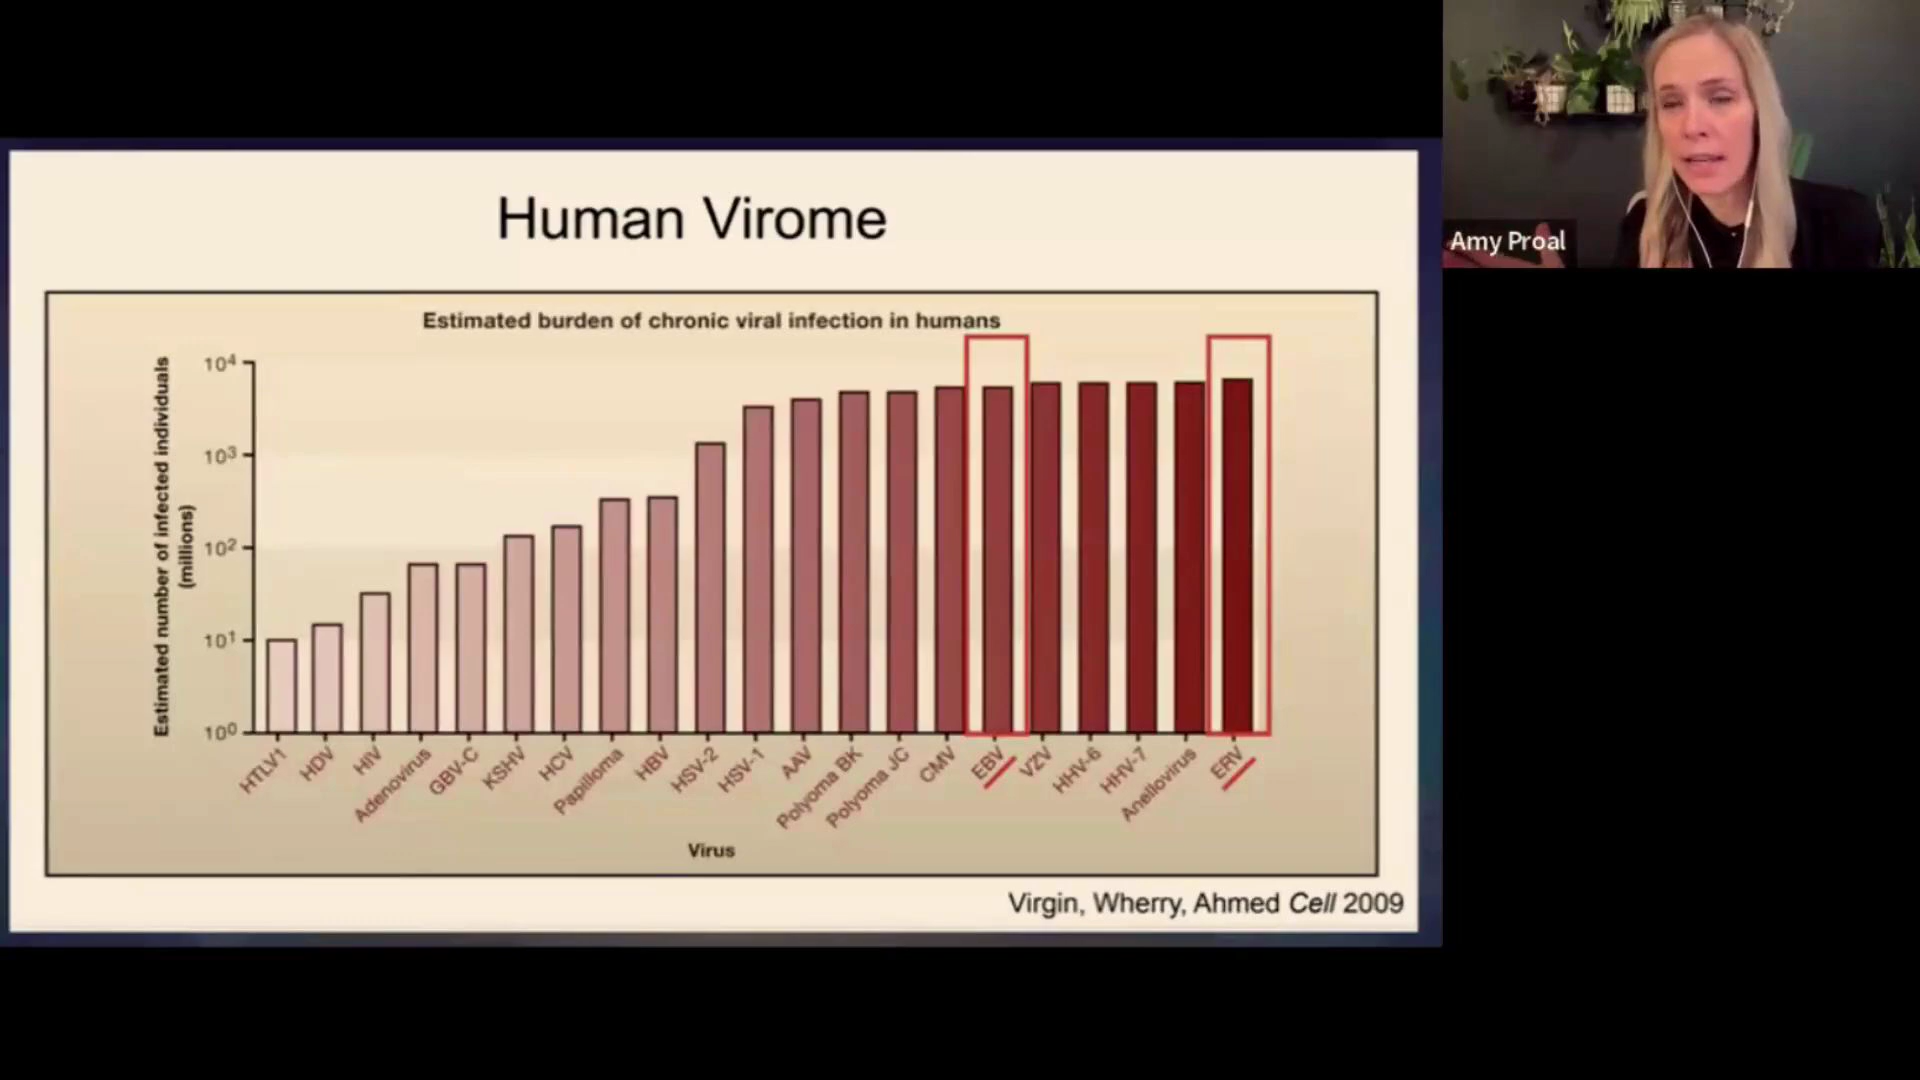 Human Virome
Estimated burden of chronic viral infection in humans
Estimated number of infected individuals
(millions)
10⁴
10³
10²
10¹
10⁰
HTLV1
HDV
HIV
Adenovirus
GBV-C
KSHV
HCV
Papilloma
HBV
HSV-2
HSV-1
AAV
Polyoma BK
Polyoma JC
CMV
EBV
VZV
HHV-6
HHV-7
Anellovirus
ERV
Virus
Virgin, Wherry, Ahmed Cell 2009
Amy Proal